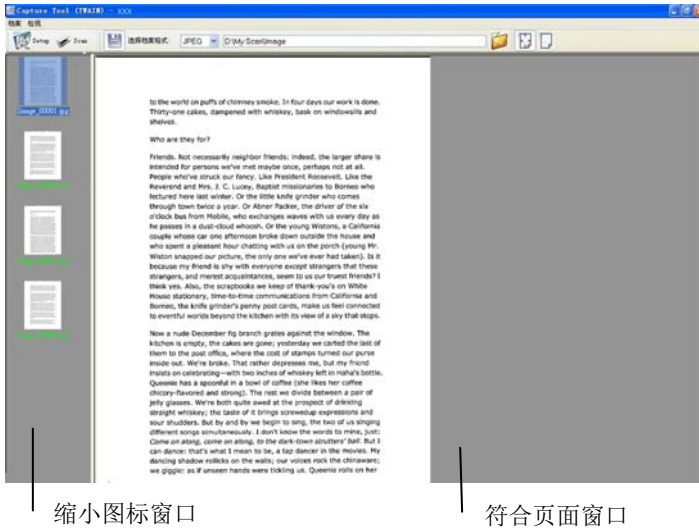 Capture Tool (TWAIN) - XXX
档案 检视
Setup Scan 选择档案格式 JPEG D:\My Scan\Image
Image_00001.jpg
to the world on puffs of chimney smoke. In four days our work is done.
Thirty-one cakes, dampened with whiskey, bask on windowsills and
shelves.
Who are they for?
Friends. Not necessarily neighbor friends: indeed, the larger share is
intended for persons we've met maybe once, perhaps not at all.
People who've struck our fancy. Like President Roosevelt. Like the
Reverend and Mrs. J. C. Lucey, Baptist missionaries to Borneo who
lectured here last winter. Or the little knife grinder who comes
through town twice a year. Or Abner Packer, the driver of the six
o'clock bus from Mobile, who exchanges waves with us every day as
he passes in a dust-cloud whoosh. Or the young Wistons, a California
couple whose car one afternoon broke down outside the house and
who spent a pleasant hour chatting with us on the porch (young Mr.
Wiston snapped our picture, the only one we've ever had taken). Is it
because my friend is shy with everyone except strangers that these
strangers, and merest acquaintances, seem to us our truest friends? I
think yes. Also, the scrapbooks we keep of thank-you's on White
House stationary, time-to-time communications from California and
Borneo, the knife grinder's penny post cards, make us feel connected
to eventful worlds beyond the kitchen with its view of a sky that stops.
Now a nude December fig branch grates against the window. The
kitchen is empty, the cakes are gone; yesterday we carted the last of
them to the post office, where the cost of stamps turned our purse
inside out. We're broke. That rather depresses me, but my friend
insists on celebrating—with two inches of whiskey left in Haha's bottle.
Queenie has a spoonful in a bowl of coffee (she likes her coffee
chicory-flavored and strong). The rest we divide between a pair of
jelly glasses. We're both quite awed at the prospect of drinking
straight whiskey; the taste of it brings screwedup expressions and
sour shudders. But by and by we begin to sing, the two of us singing
different songs simultaneously. I don't know the words to mine, just:
Come on along, come on along, to the dark-town strutters' ball. But I
can dance: that's what I mean to be, a tap dancer in the movies. My
dancing shadow rollicks on the walls; our voices rock the chinaware;
we giggle: as if unseen hands were tickling us. Queenie rolls on her
缩小图标窗口
符合页面窗口